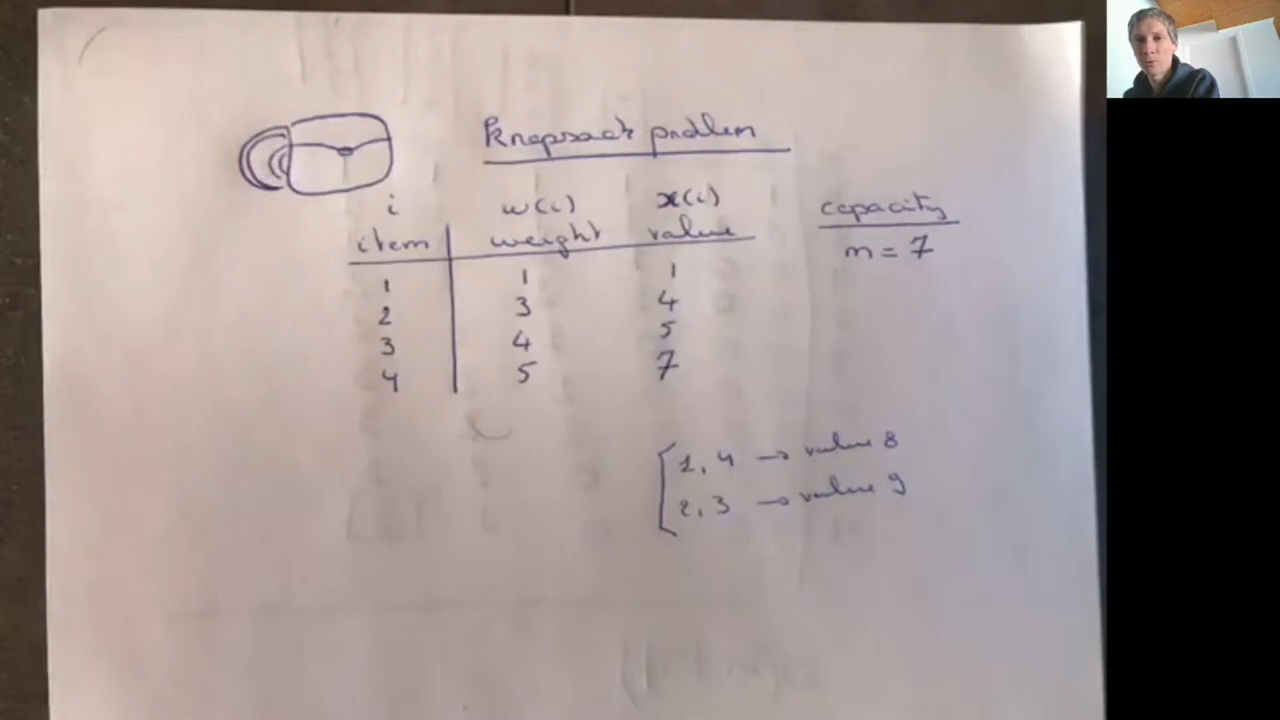 Knapsack problem
i w(i) x(i)
item weight value
capacity
m = 7
1 1 1
2 3 4
3 4 5
4 5 7
1, 4 → value 8
2, 3 → value 9